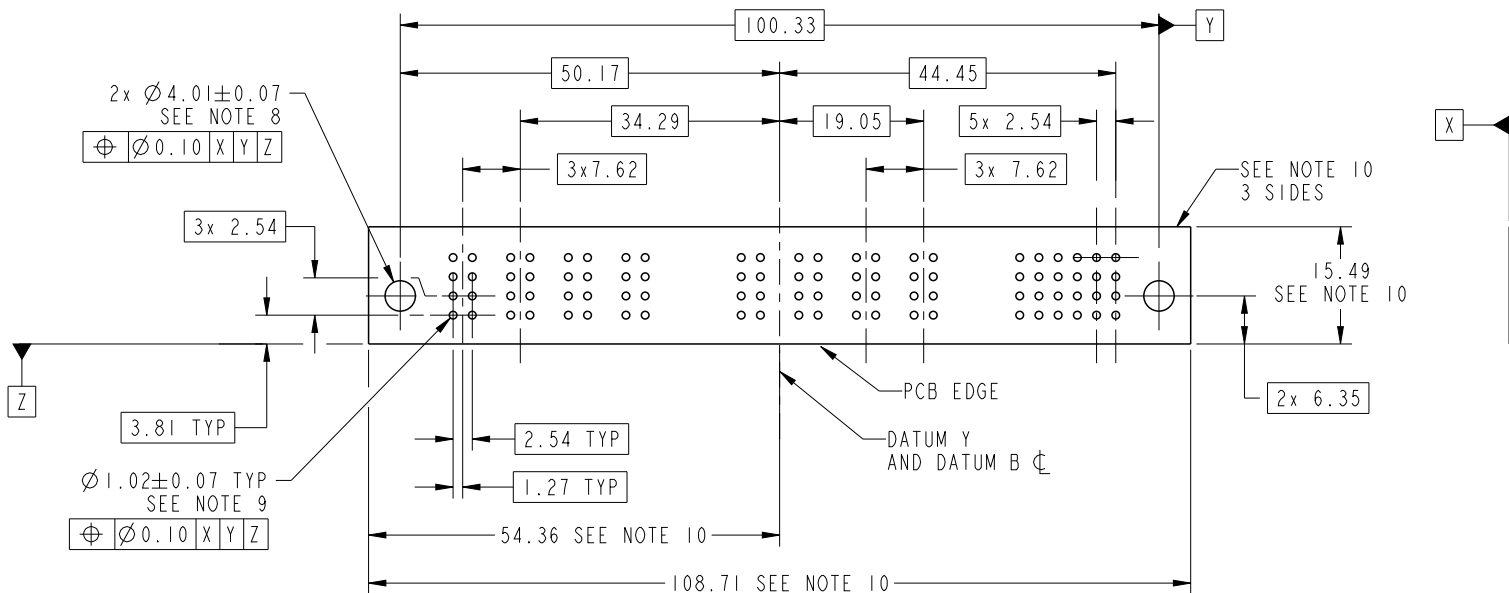 100.33
Y
50.17
44.45
2x Ø4.01±0.07
SEE NOTE 8
⌖ Ø0.10 X Y Z
34.29
19.05
5x 2.54
X
3x7.62
3x 7.62
SEE NOTE 10
3 SIDES
3x 2.54
15.49
SEE NOTE 10
Z
PCB EDGE
2x 6.35
3.81 TYP
2.54 TYP
DATUM Y
AND DATUM B ℄
Ø1.02±0.07 TYP
SEE NOTE 9
⌖ Ø0.10 X Y Z
1.27 TYP
54.36 SEE NOTE 10
108.71 SEE NOTE 10